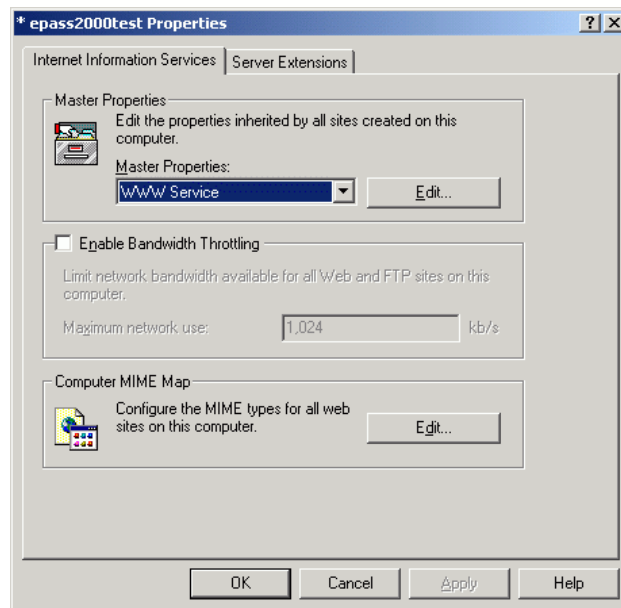 * epass2000test Properties
Internet Information Services
Server Extensions
Master Properties
Edit the properties inherited by all sites created on this
computer.
Master Properties:
WWW Service
Edit...
Enable Bandwidth Throttling
Limit network bandwidth available for all Web and FTP sites on this
computer.
Maximum network use:
1,024
kb/s
Computer MIME Map
Configure the MIME types for all web
sites on this computer.
Edit...
OK
Cancel
Apply
Help